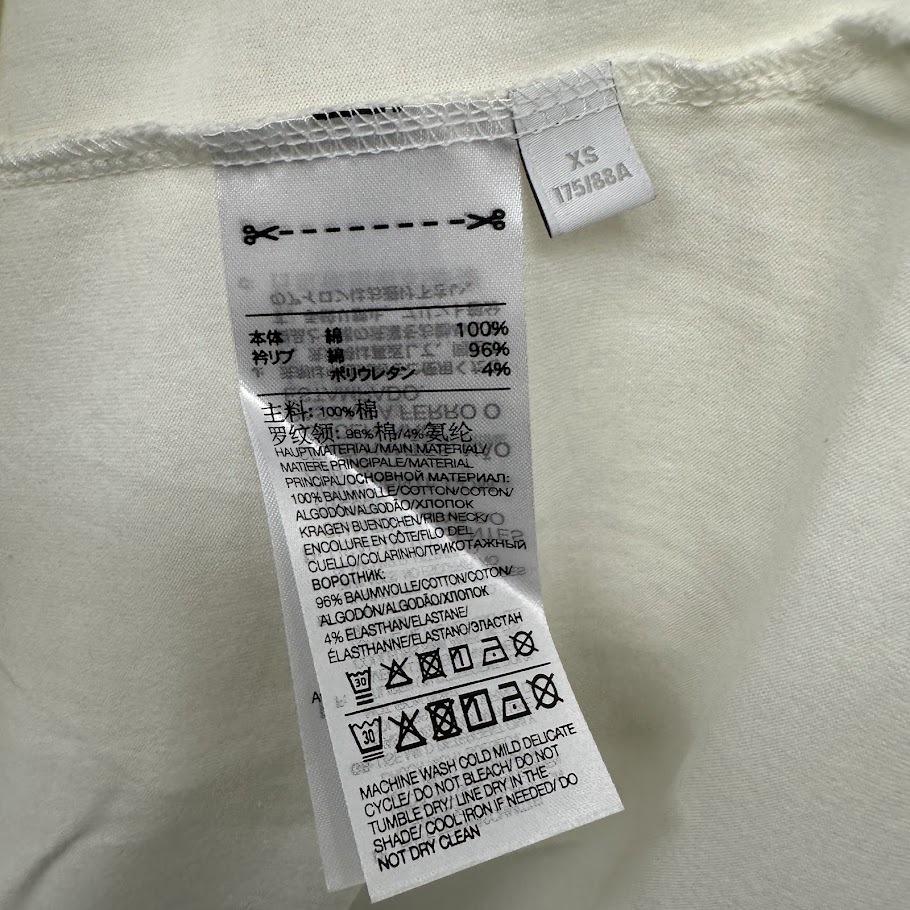 XS
175/88A
本体 綿 100%
衿リブ 綿 96%
ポリウレタン 4%
主料: 100%棉
罗纹领: 96%棉/4%氨纶
HAUPTMATERIAL/MAIN MATERIAL/
MATIERE PRINCIPALE/MATERIAL
PRINCIPAL/ОСНОВНОЙ МАТЕРИАЛ:
100% BAUMWOLLE/COTTON/COTON/
ALGODÓN/ALGODÃO/ХЛОПОК
KRAGEN BUENDCHEN/RIB NECK/
ENCOLURE EN CÔTE/FILO DEL
CUELLO/COLARINHO/ТРИКОТАЖНЫЙ
ВОРОТНИК:
96% BAUMWOLLE/COTTON/COTON/
ALGODÓN/ALGODÃO/ХЛОПОК
4% ELASTHAN/ELASTANE/
ÉLASTHANNE/ELASTANO/ЭЛАСТАН
30
30
MACHINE WASH COLD MILD DELICATE
CYCLE/ DO NOT BLEACH/ DO NOT
TUMBLE DRY/ LINE DRY IN THE
SHADE/ COOL IRON IF NEEDED/ DO
NOT DRY CLEAN